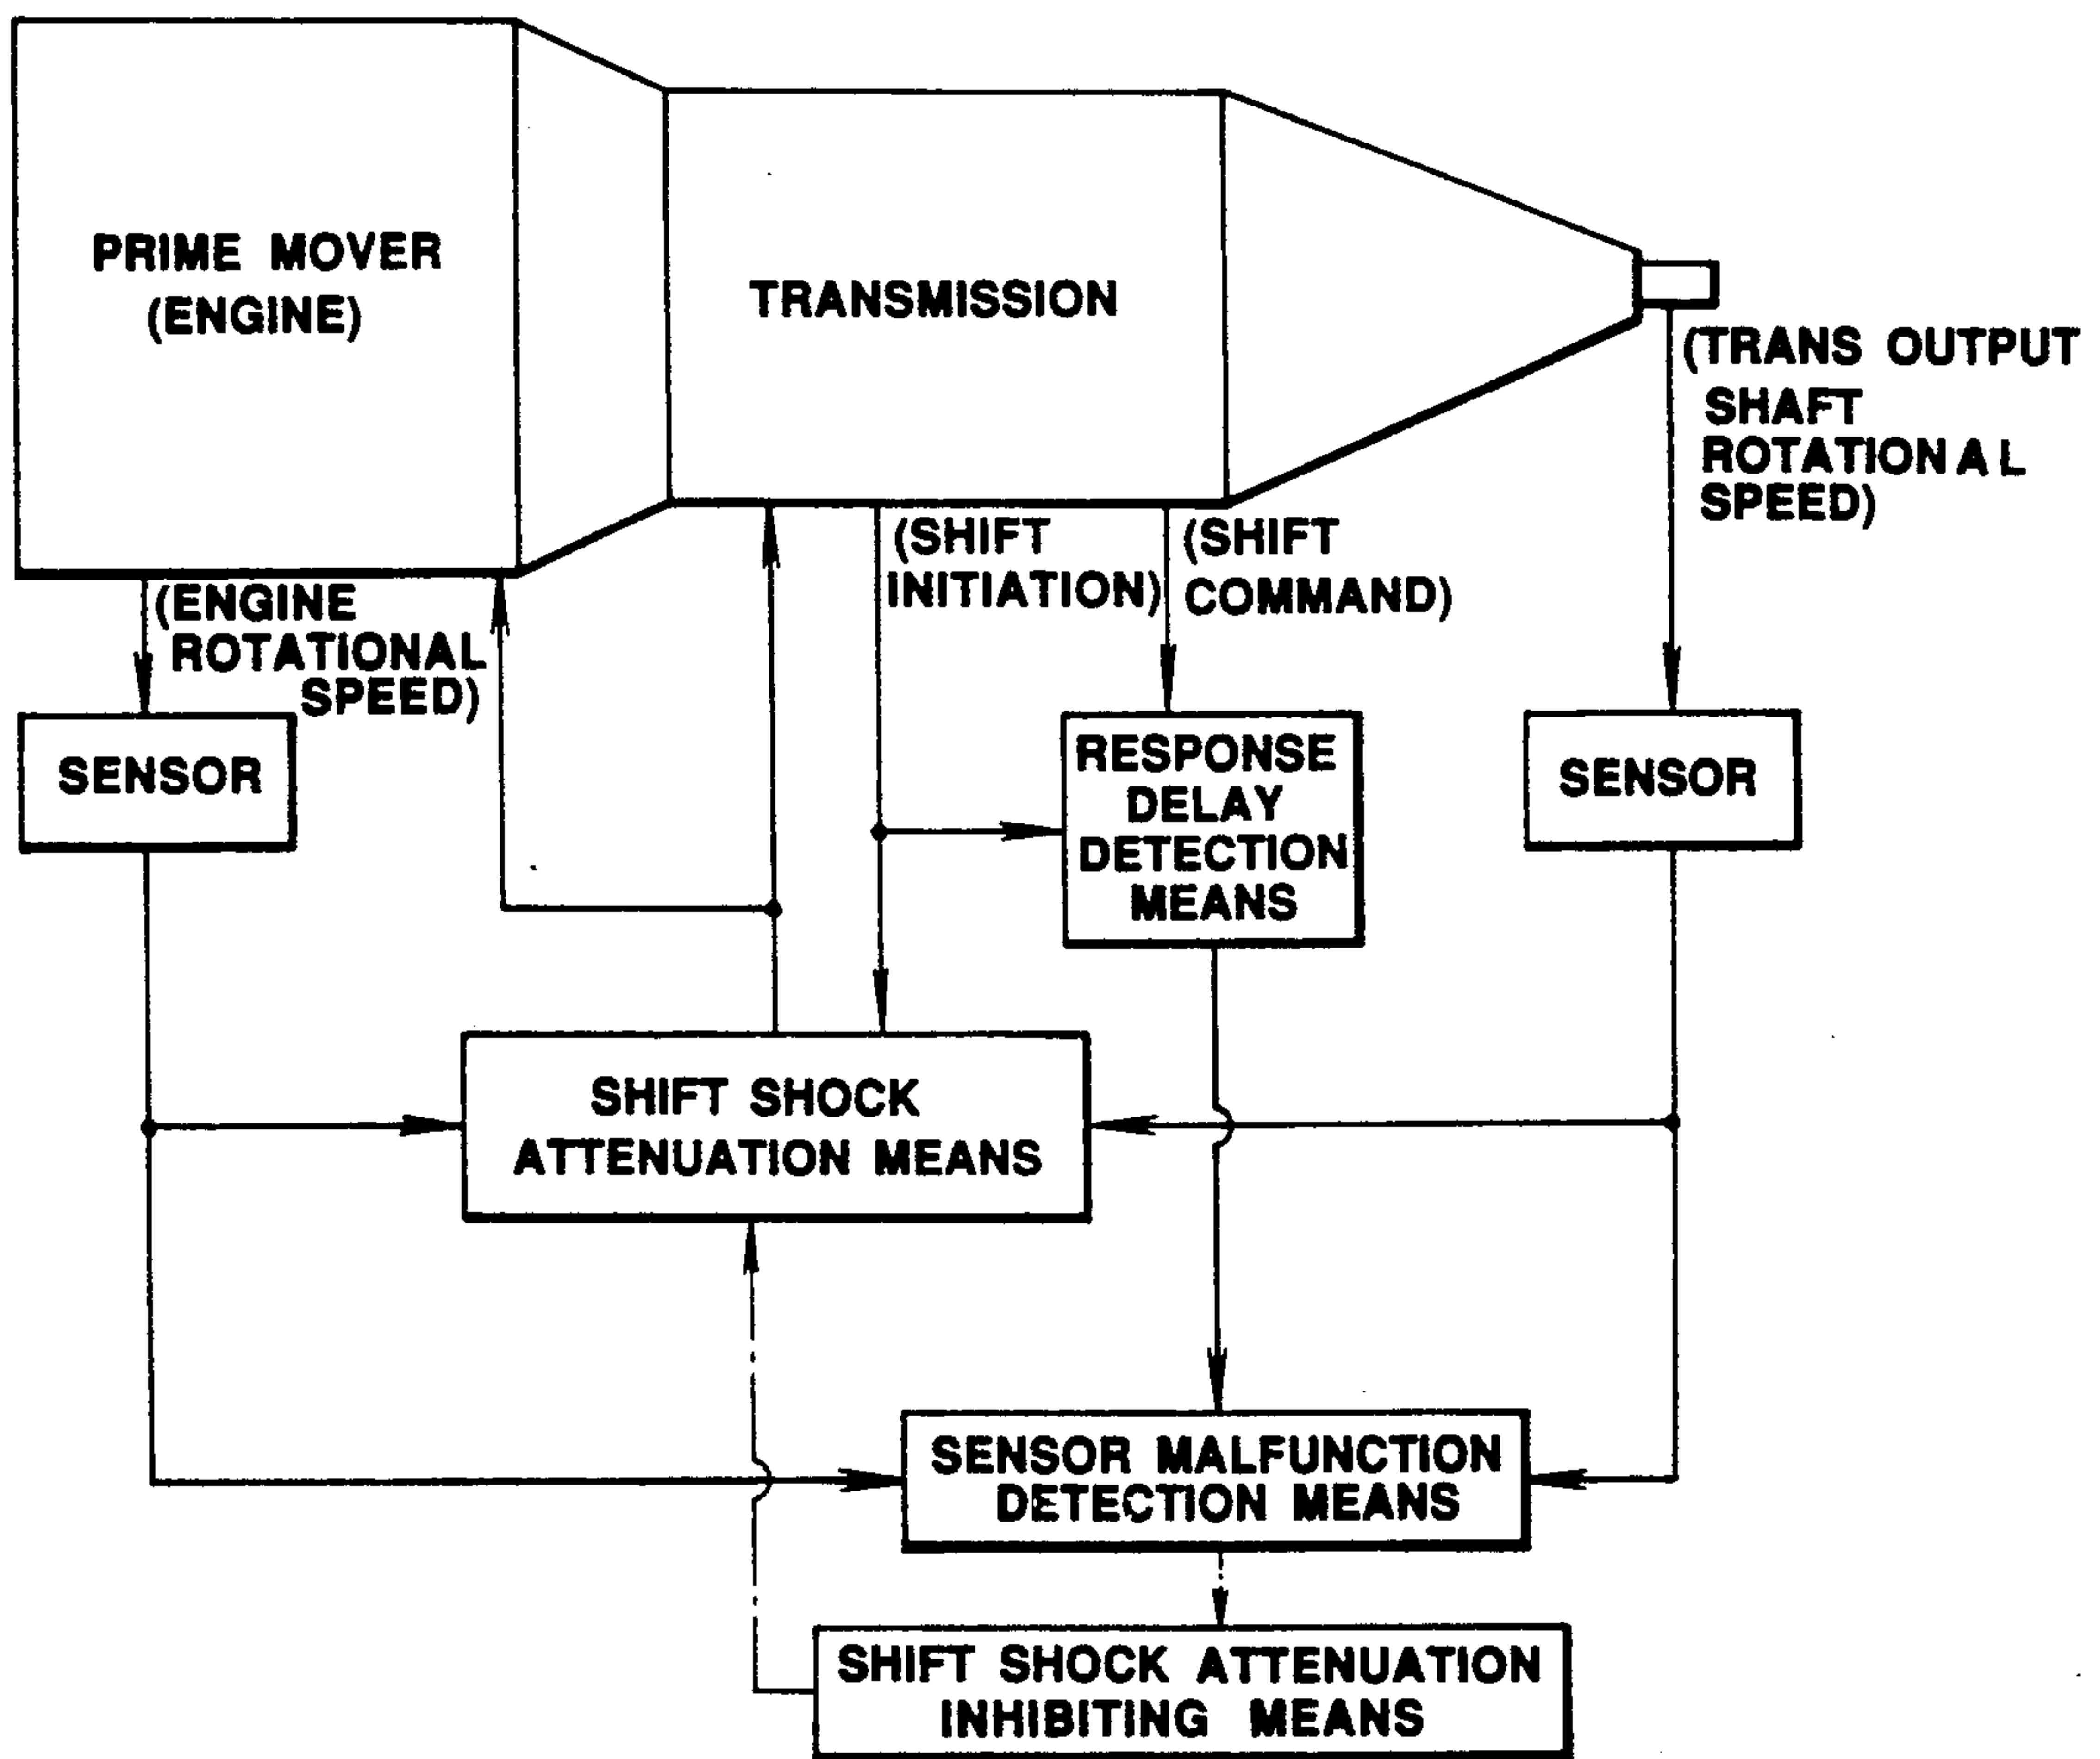 PRIME MOVER
(ENGINE)
TRANSMISSION
(TRANS OUTPUT
SHAFT
ROTATIONAL
SPEED)
(SHIFT
INITIATION)
(SHIFT
COMMAND)
(ENGINE
ROTATIONAL
SPEED)
SENSOR
RESPONSE
DELAY
DETECTION
MEANS
SENSOR
SHIFT SHOCK
ATTENUATION MEANS
SENSOR MALFUNCTION
DETECTION MEANS
SHIFT SHOCK ATTENUATION
INHIBITING MEANS